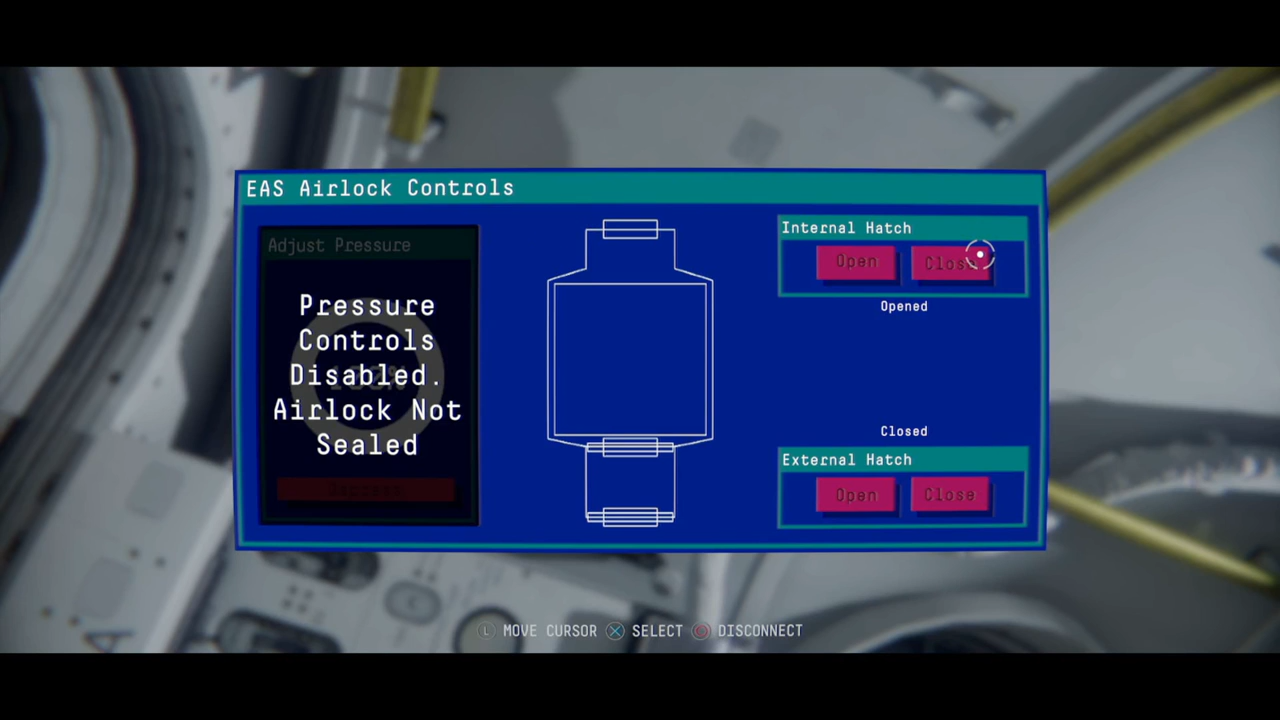 EAS Airlock Controls
Adjust Pressure
Pressure
Controls
Disabled.
Airlock Not
Sealed
Internal Hatch
Open Close
Opened
Closed
External Hatch
Open Close
L MOVE CURSOR SELECT DISCONNECT